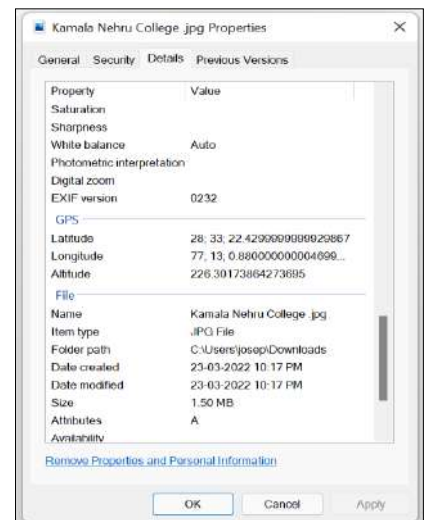 Kamala Nehru College .jpg Properties
General Security Details Previous Versions
Property Value
Saturation
Sharpness
White balance Auto
Photometric interpretation
Digital zoom
EXIF version 0232
GPS
Latitude 28; 33; 22.4299999999929867
Longitude 77; 13; 0.880000000004699...
Altitude 226.30173864273695
File
Name Kamala Nehru College .jpg
Item type JPG File
Folder path C:\Users\josep\Downloads
Date created 23-03-2022 10:17 PM
Date modified 23-03-2022 10:17 PM
Size 1.50 MB
Attributes A
Availability
Remove Properties and Personal Information
OK Cancel Apply